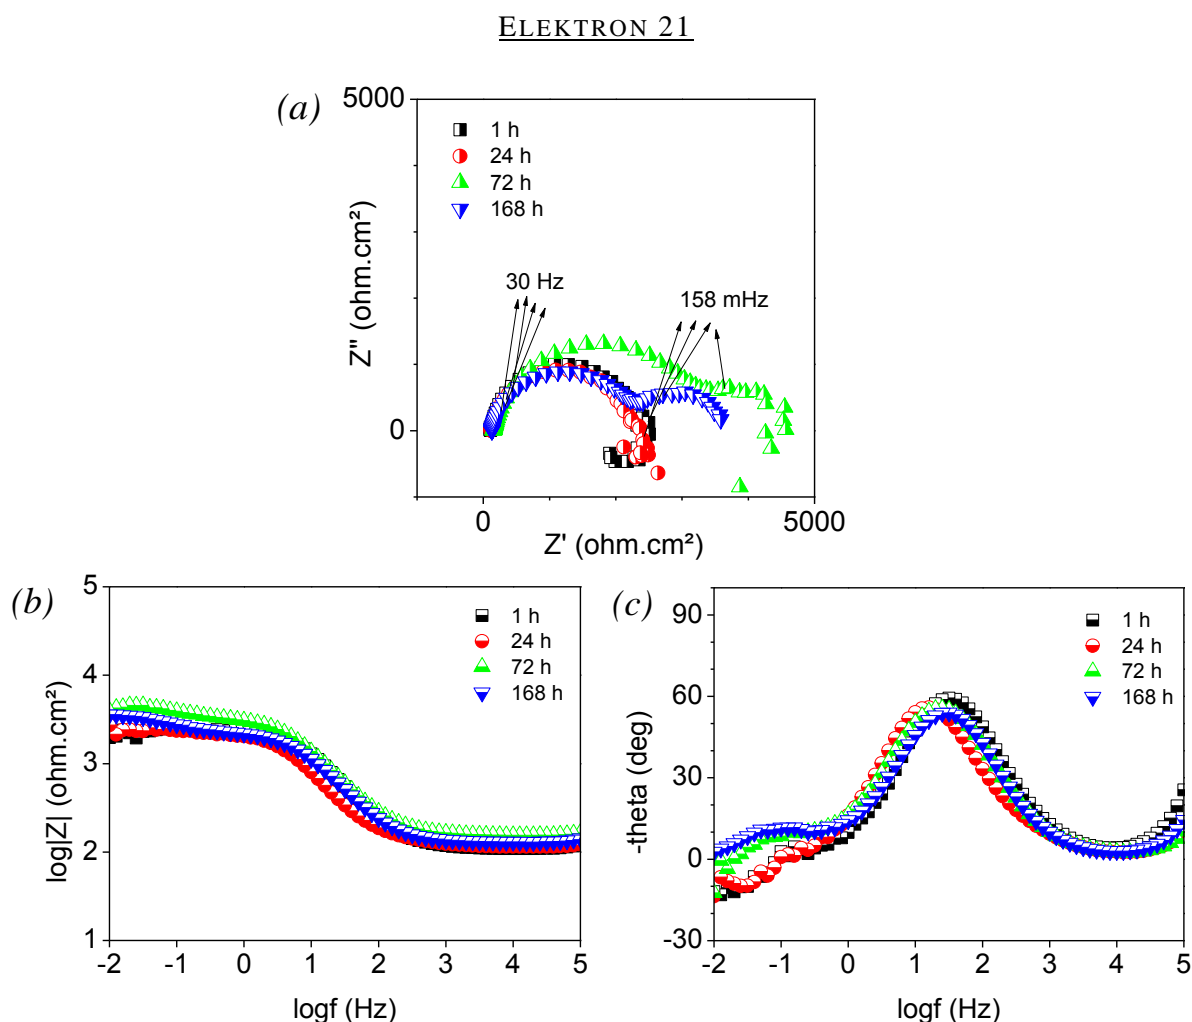 ELEKTRON 21
(a)
5000
0
Z'' (ohm.cm²)
1 h
24 h
72 h
168 h
30 Hz
158 mHz
0
5000
Z' (ohm.cm²)
(b)
5
4
3
2
1
log|Z| (ohm.cm²)
1 h
24 h
72 h
168 h
-2
-1
0
1
2
3
4
5
logf (Hz)
(c)
90
60
30
0
-30
-theta (deg)
1 h
24 h
72 h
168 h
-2
-1
0
1
2
3
4
5
logf (Hz)